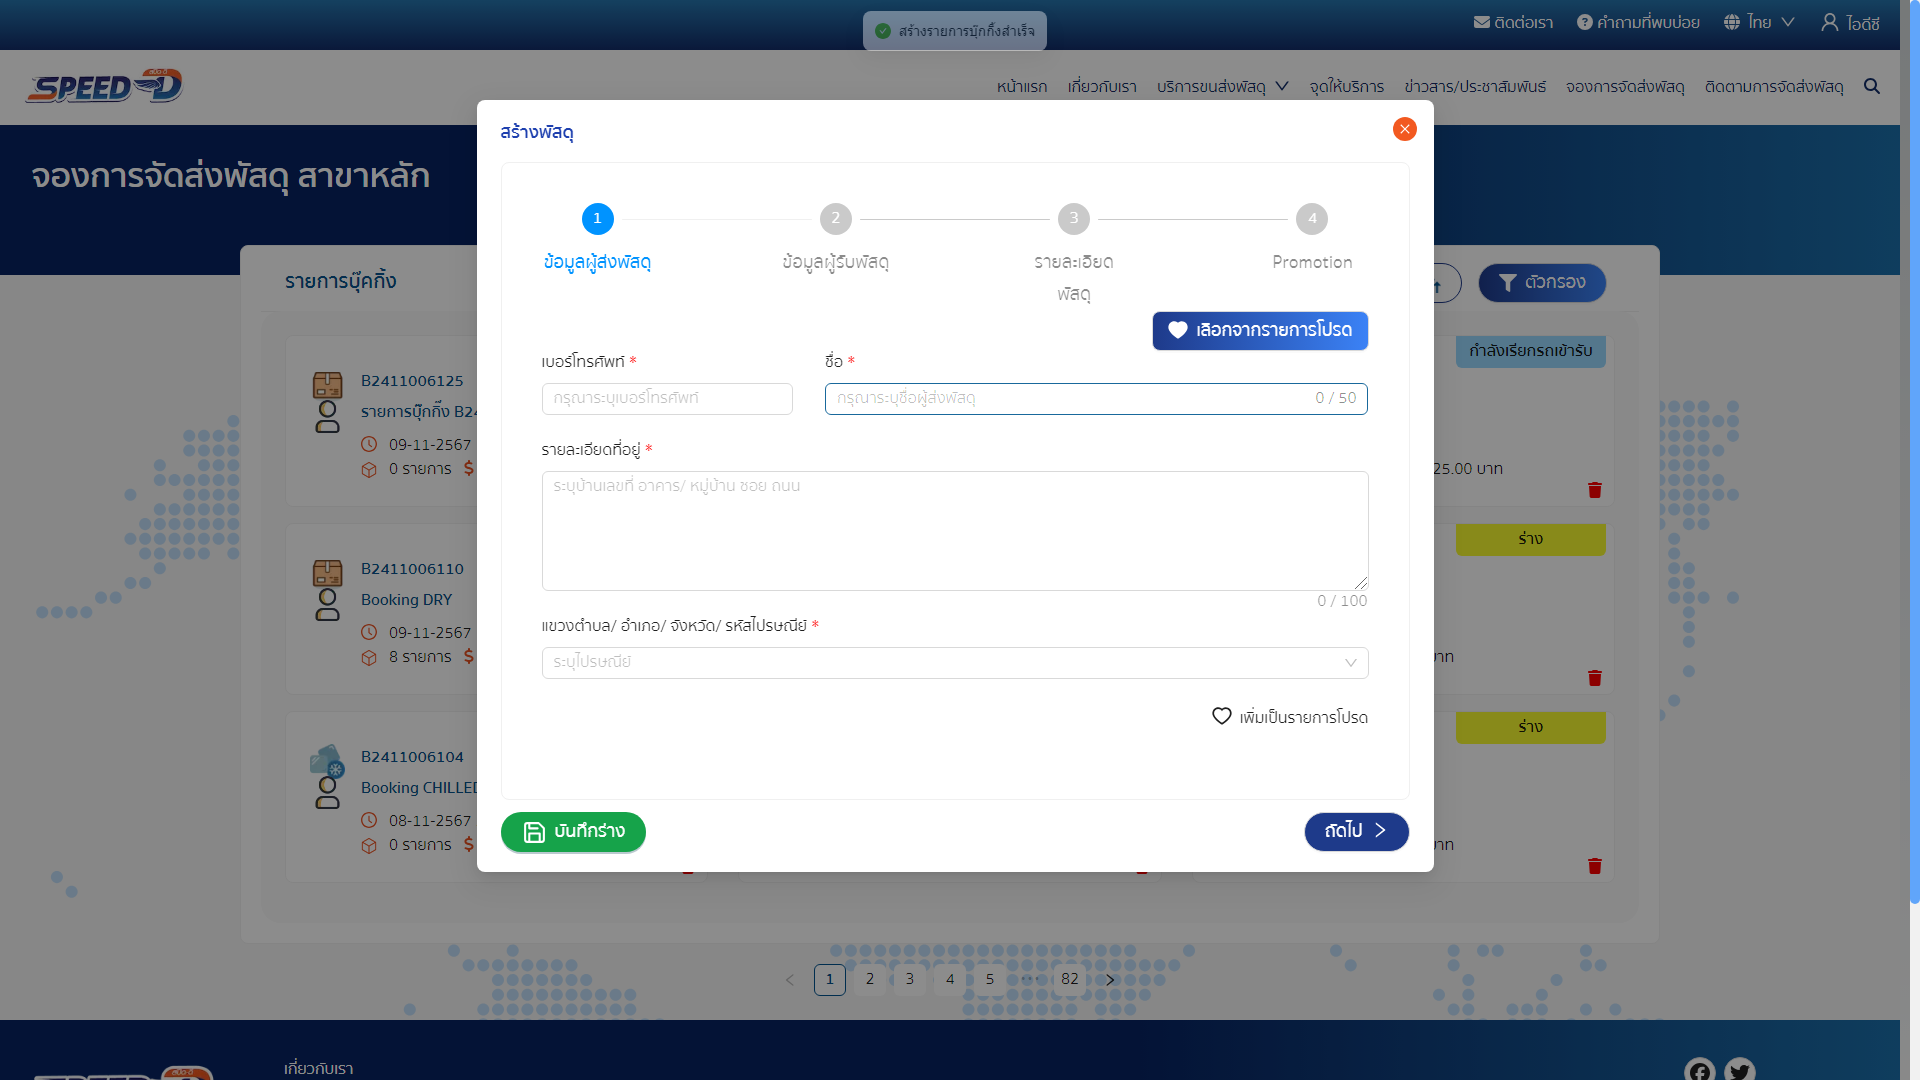 สร้างรายการบุ๊กกิ้งสำเร็จ
ติดต่อเรา
คำถามที่พบบ่อย
ไทย
ไอดีซี
SPEED-D
หน้าแรก
เกี่ยวกับเรา
บริการขนส่งพัสดุ
จุดให้บริการ
ข่าวสาร/ประชาสัมพันธ์
จองการจัดส่งพัสดุ
ติดตามการจัดส่งพัสดุ
จองการจัดส่งพัสดุ สาขาหลัก
รายการบุ๊คกิ้ง
ตัวกรอง
สร้างพัสดุ
1
2
3
4
ข้อมูลผู้ส่งพัสดุ
ข้อมูลผู้รับพัสดุ
รายละเอียด
พัสดุ
Promotion
เลือกจากรายการโปรด
เบอร์โทรศัพท์ *
ชื่อ *
กรุณาระบุเบอร์โทรศัพท์
กรุณาระบุชื่อผู้ส่งพัสดุ
0 / 50
รายละเอียดที่อยู่ *
ระบุบ้านเลขที่ อาคาร/ หมู่บ้าน ซอย ถนน
0 / 100
แขวงตำบล/ อำเภอ/ จังหวัด/ รหัสไปรษณีย์ *
ระบุไปรษณีย์
เพิ่มเป็นรายการโปรด
บันทึกร่าง
ถัดไป
B2411006125
รายการบุ๊กกิ้ง B24
09-11-2567
0 รายการ
กำลังเรียกรถเข้ารับ
25.00 บาท
B2411006110
Booking DRY
09-11-2567
8 รายการ
ร่าง
บาท
B2411006104
Booking CHILLED
08-11-2567
0 รายการ
ร่าง
บาท
1
2
3
4
5
•••
82
เกี่ยวกับเรา